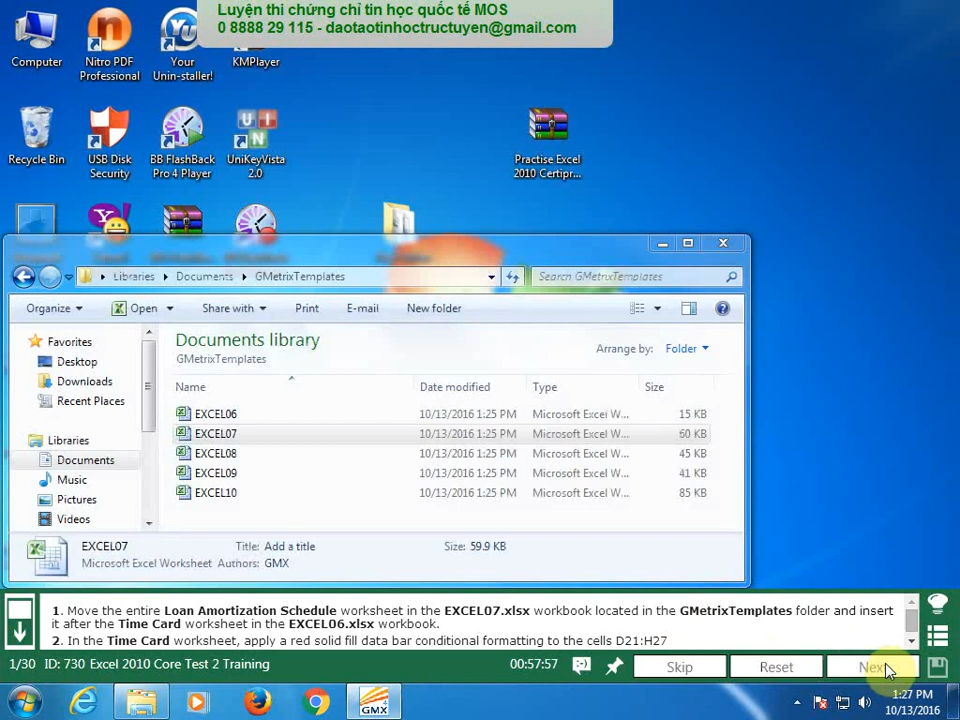 Luyện thi chứng chỉ tin học quốc tế MOS
0 8888 29 115 - daotaotinhoctructuyen@gmail.com
Computer
Nitro PDF
Professional
Your
Unin-staller!
KMPlayer
Recycle Bin
USB Disk
Security
BB FlashBack
Pro 4 Player
UniKeyVista
2.0
Practise Excel
2010 Certipr...
Libraries
Documents
GMetrixTemplates
Search GMetrixTemplates
Organize
Open
Share with
Print
E-mail
New folder
Favorites
Desktop
Downloads
Recent Places
Libraries
Documents
Music
Pictures
Videos
Documents library
GMetrixTemplates
Arrange by: Folder
Name Date modified Type Size
EXCEL06 10/13/2016 1:25 PM Microsoft Excel W... 15 KB
EXCEL07 10/13/2016 1:25 PM Microsoft Excel W... 60 KB
EXCEL08 10/13/2016 1:25 PM Microsoft Excel W... 45 KB
EXCEL09 10/13/2016 1:25 PM Microsoft Excel W... 41 KB
EXCEL10 10/13/2016 1:25 PM Microsoft Excel W... 85 KB
EXCEL07 Title: Add a title Size: 59.9 KB
Microsoft Excel Worksheet Authors: GMX
1. Move the entire Loan Amortization Schedule worksheet in the EXCEL07.xlsx workbook located in the GMetrixTemplates folder and insert
it after the Time Card worksheet in the EXCEL06.xlsx workbook.
2. In the Time Card worksheet, apply a red solid fill data bar conditional formatting to the cells D21:H27
1/30 ID: 730 Excel 2010 Core Test 2 Training 00:57:57 Skip Reset Next
GMX
1:27 PM
10/13/2016